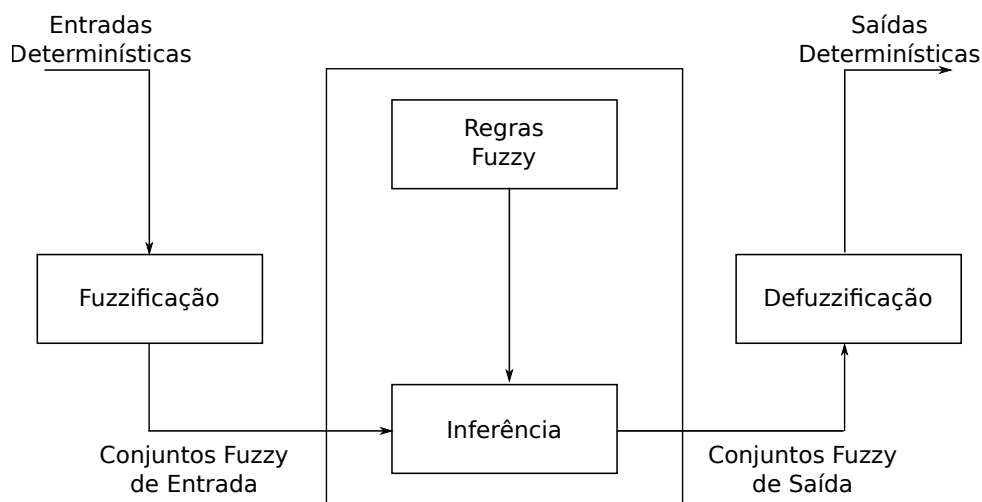 Entradas
Determinísticas
Saídas
Determinísticas
Regras
Fuzzy
Fuzzificação
Defuzzificação
Inferência
Conjuntos Fuzzy
de Entrada
Conjuntos Fuzzy
de Saída